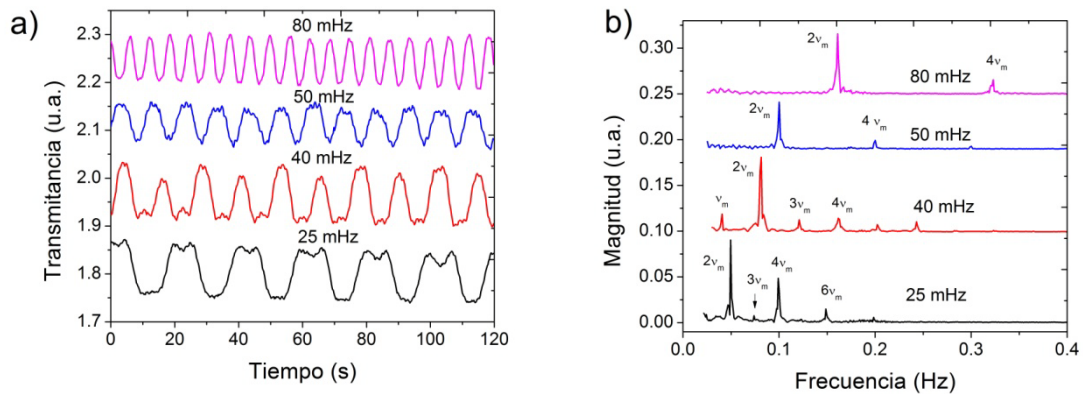 a)
Transmitancia (u.a.)
2.3
2.2
2.1
2.0
1.9
1.8
1.7
80 mHz
50 mHz
40 mHz
25 mHz
0 20 40 60 80 100 120
Tiempo (s)
b)
Magnitud (u.a.)
0.30
0.25
0.20
0.15
0.10
0.05
0.00
2νm
4νm
80 mHz
2νm
4 νm
50 mHz
2νm
νm
3νm
4νm
40 mHz
2νm
3νm
4νm
6νm
25 mHz
0.0 0.1 0.2 0.3 0.4
Frecuencia (Hz)